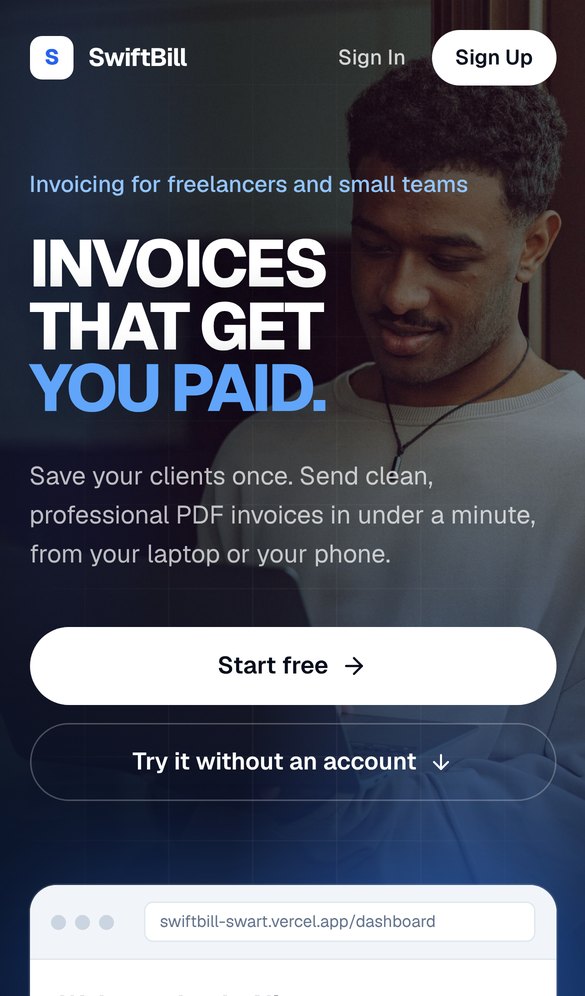 S SwiftBill Sign In Sign Up
Invoicing for freelancers and small teams
INVOICES
THAT GET
YOU PAID.
Save your clients once. Send clean,
professional PDF invoices in under a minute,
from your laptop or your phone.
Start free →
Try it without an account ↓
swiftbill-swart.vercel.app/dashboard